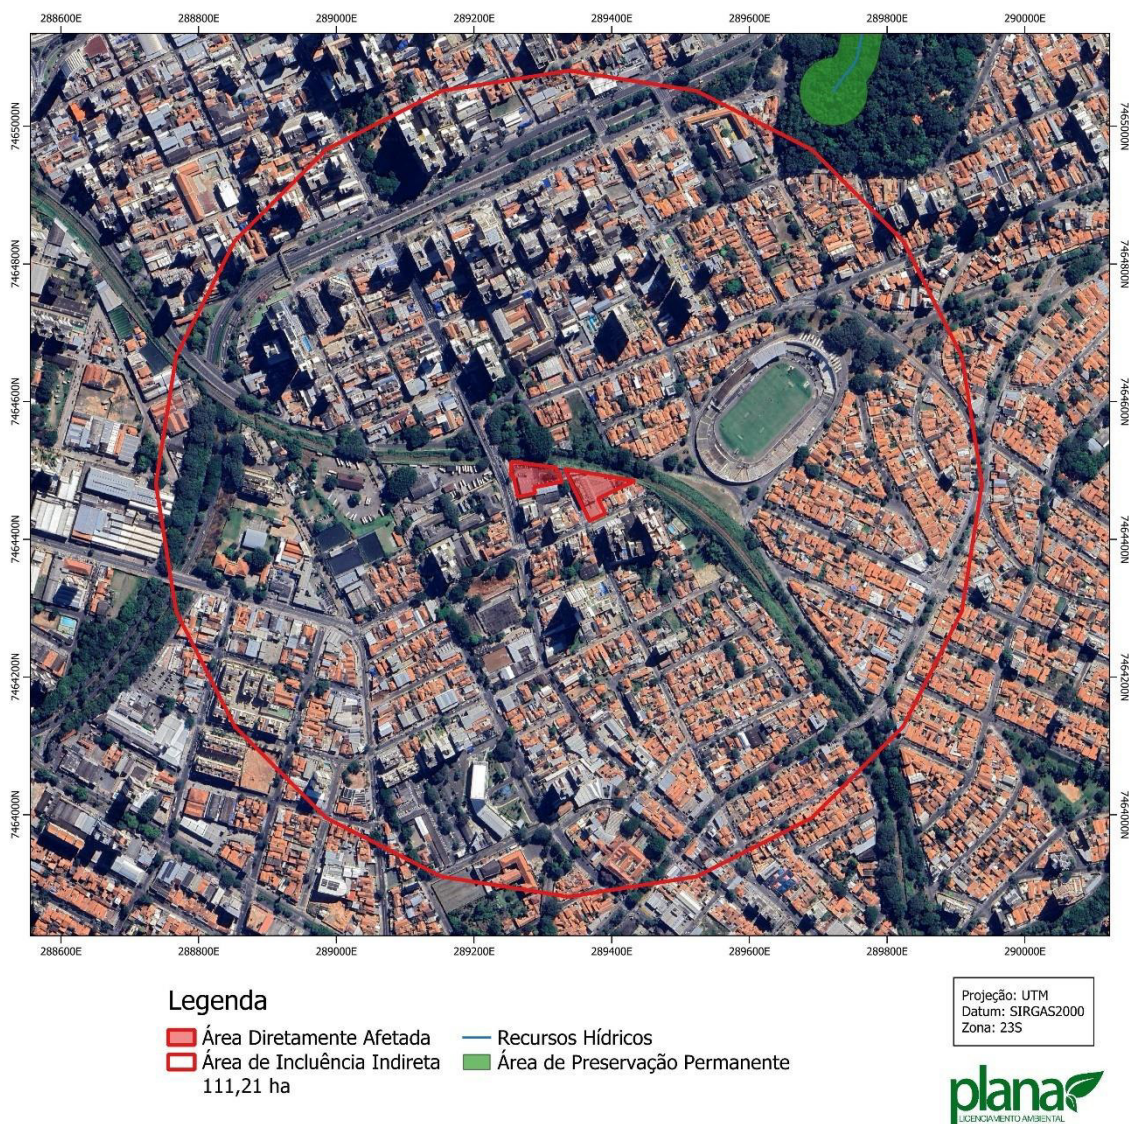 288600E 288800E 289000E 289200E 289400E 289600E 289800E 290000E
7465000N 7465000N
7464800N 7464800N
7464600N 7464600N
7464400N 7464400N
7464200N 7464200N
7464000N 7464000N
288600E 288800E 289000E 289200E 289400E 289600E 289800E 290000E
Legenda
Área Diretamente Afetada
Área de Incluência Indireta
111,21 ha
Recursos Hídricos
Área de Preservação Permanente
Projeção: UTM
Datum: SIRGAS2000
Zona: 23S
plana
LICENCIAMENTO AMBIENTAL